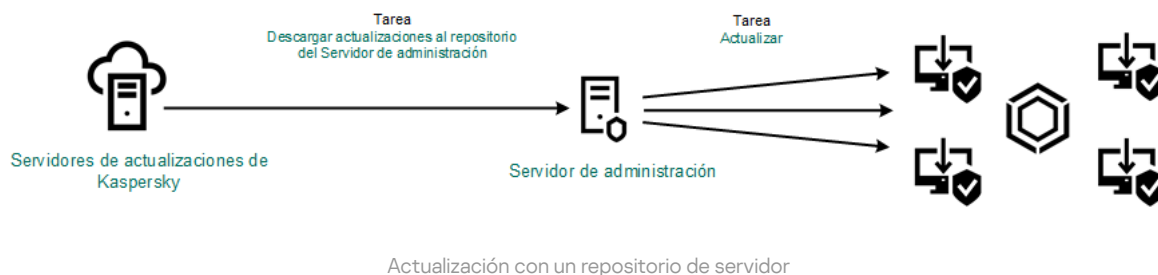 Tarea
Descargar actualizaciones al repositorio
del Servidor de administración
Tarea
Actualizar
Servidores de actualizaciones de
Kaspersky
Servidor de administración
Actualización con un repositorio de servidor